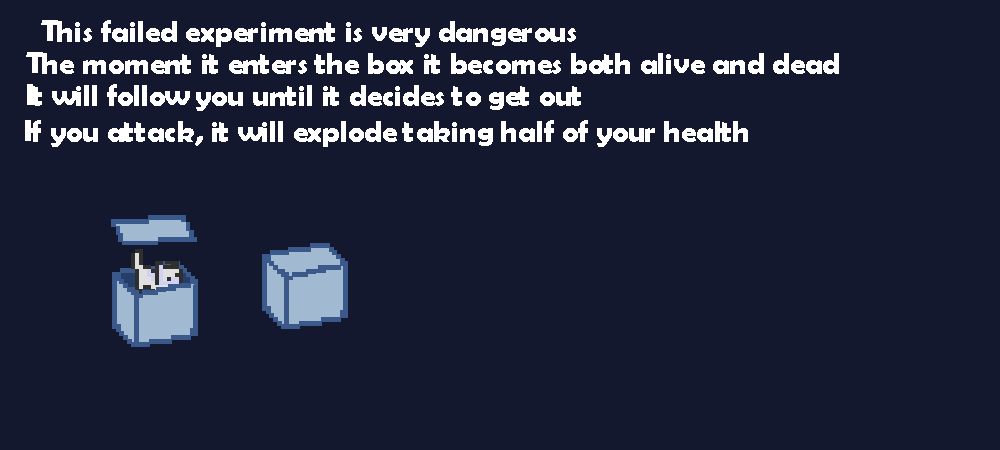 This failed experiment is very dangerous
The moment it enters the box it becomes both alive and dead
It will follow you until it decides to get out
If you attack, it will explode taking half of your health